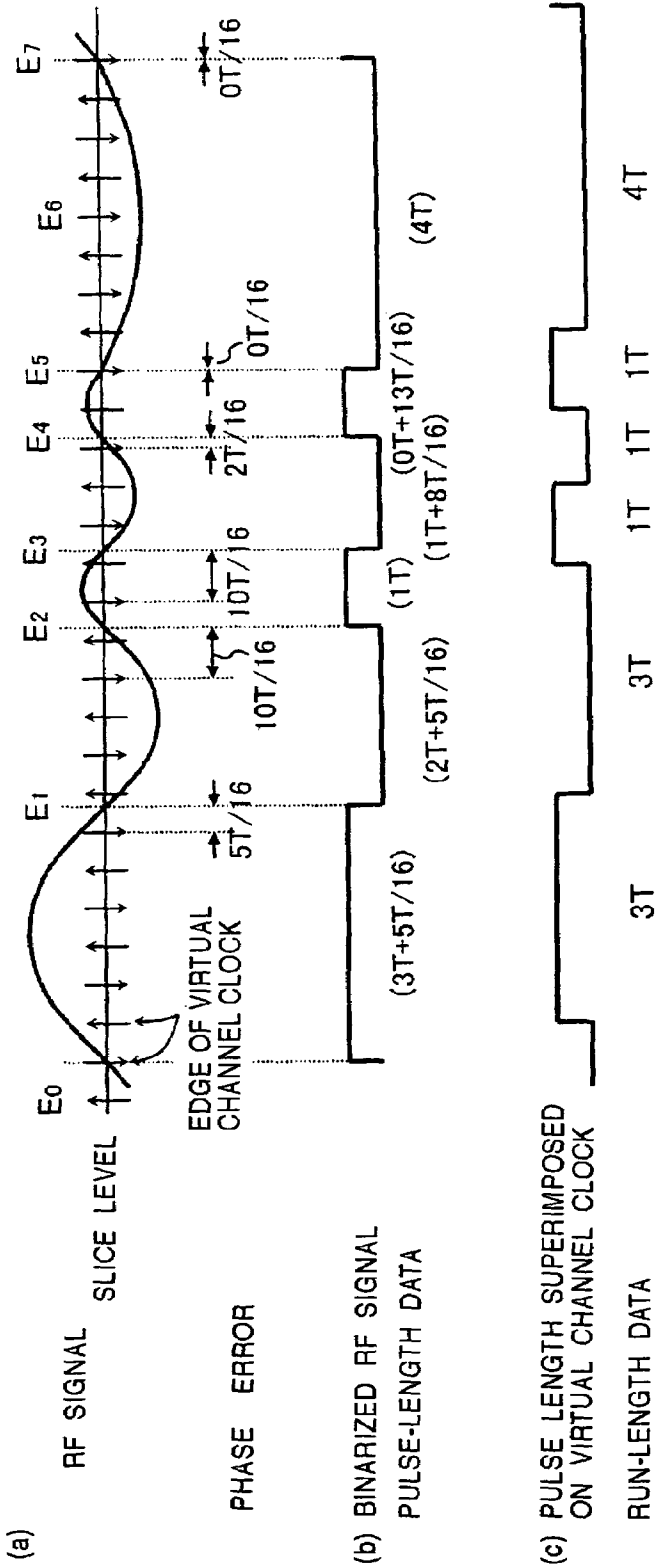 (a)
E0 E1 E2 E3 E4 E5 E6 E7
RF SIGNAL
SLICE LEVEL
EDGE OF VIRTUAL
CHANNEL CLOCK
PHASE ERROR
5T/16
10T/16
10T/16
2T/16
0T/16
0T/16
(b) BINARIZED RF SIGNAL
PULSE-LENGTH DATA
(3T+5T/16)
(2T+5T/16)
(1T)
(1T+8T/16)
(0T+13T/16)
(4T)
(c) PULSE LENGTH SUPERIMPOSED
ON VIRTUAL CHANNEL CLOCK
RUN-LENGTH DATA
3T 3T 1T 1T 1T 4T